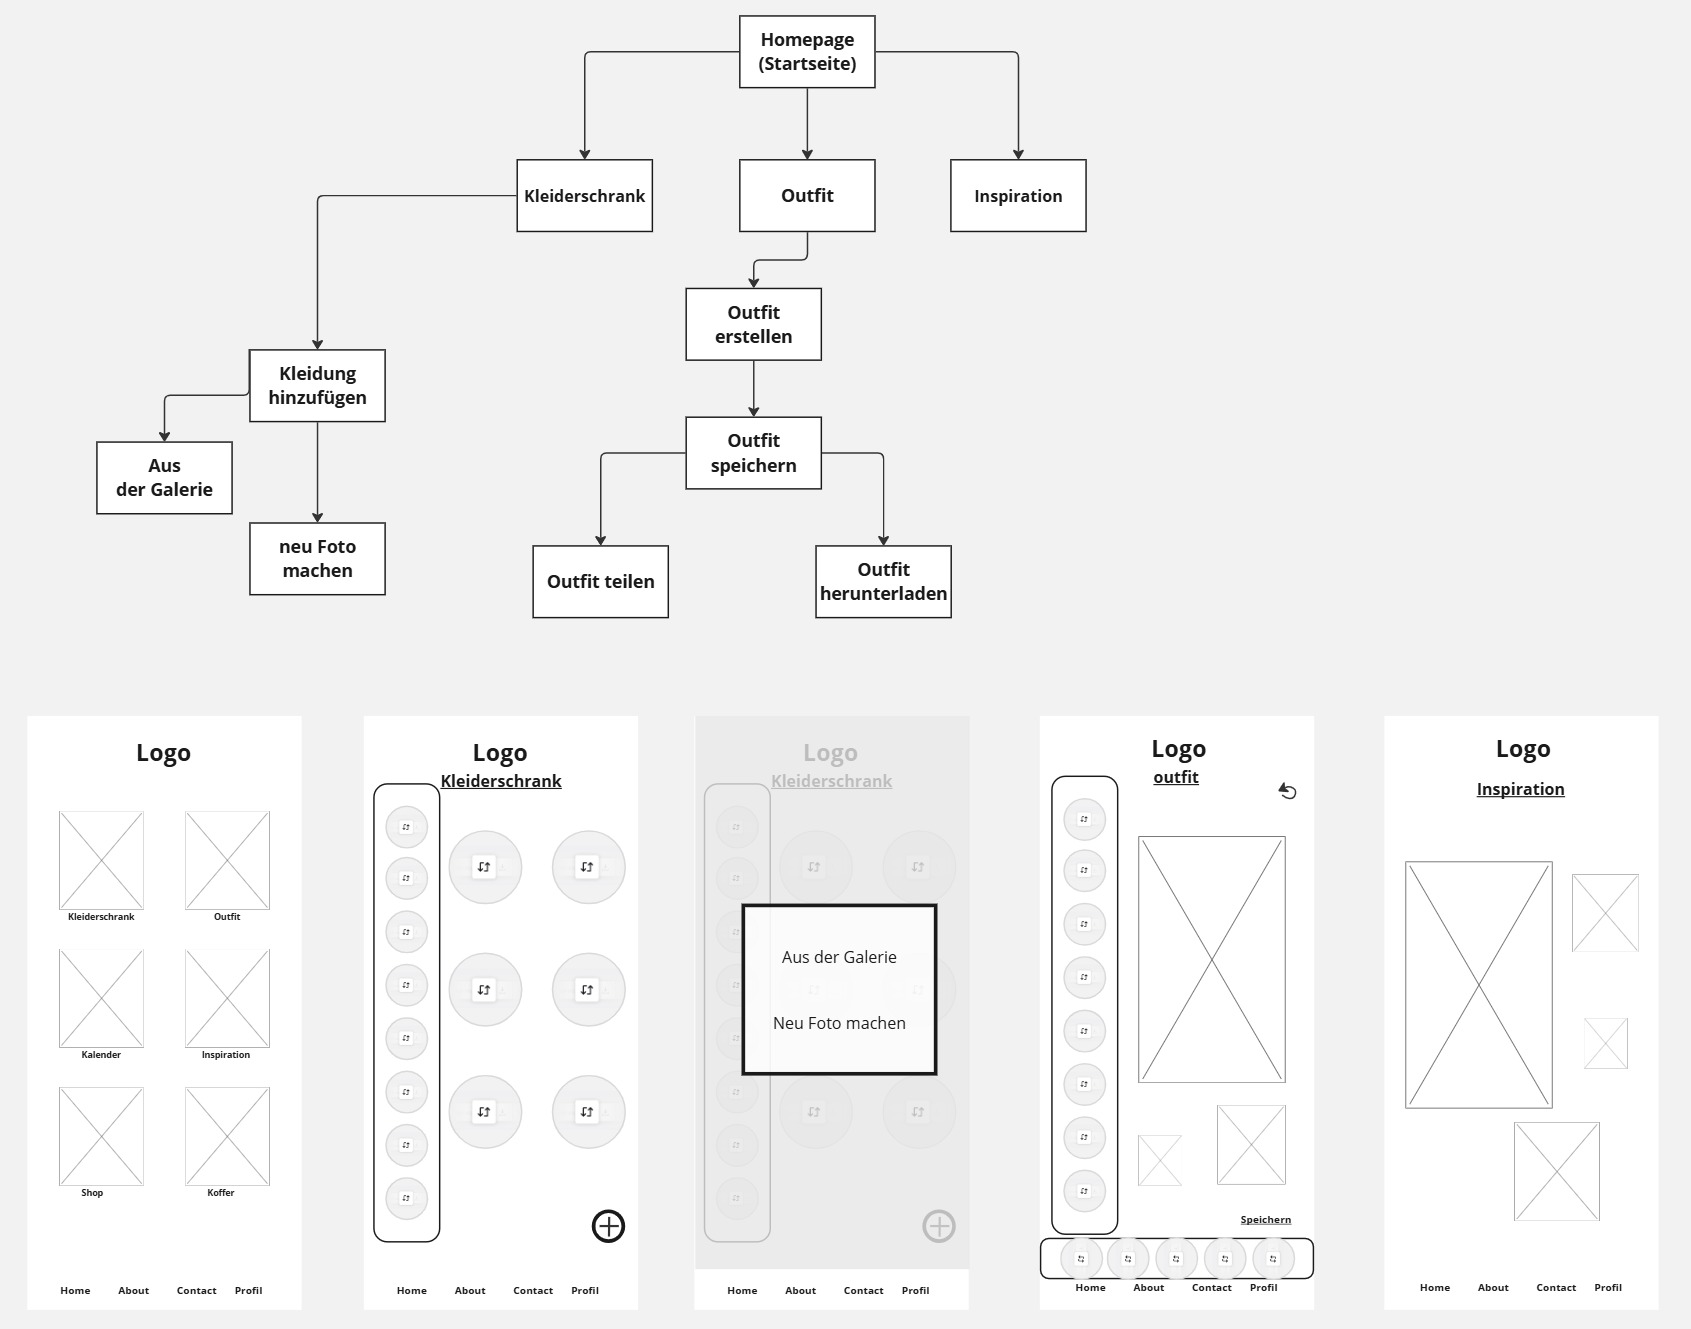 Homepage
(Startseite)
Kleiderschrank
Outfit
Inspiration
Outfit
erstellen
Kleidung
hinzufügen
Outfit
speichern
Aus
der Galerie
neu Foto
machen
Outfit teilen
Outfit
herunterladen
Logo
Kleiderschrank
Outfit
Kalender
Inspiration
Shop
Koffer
Home
About
Contact
Profil
Logo
Kleiderschrank
Home
About
Contact
Profil
Logo
Kleiderschrank
Aus der Galerie
Neu Foto machen
Home
About
Contact
Profil
Logo
outfit
Speichern
Home
About
Contact
Profil
Logo
Inspiration
Home
About
Contact
Profil